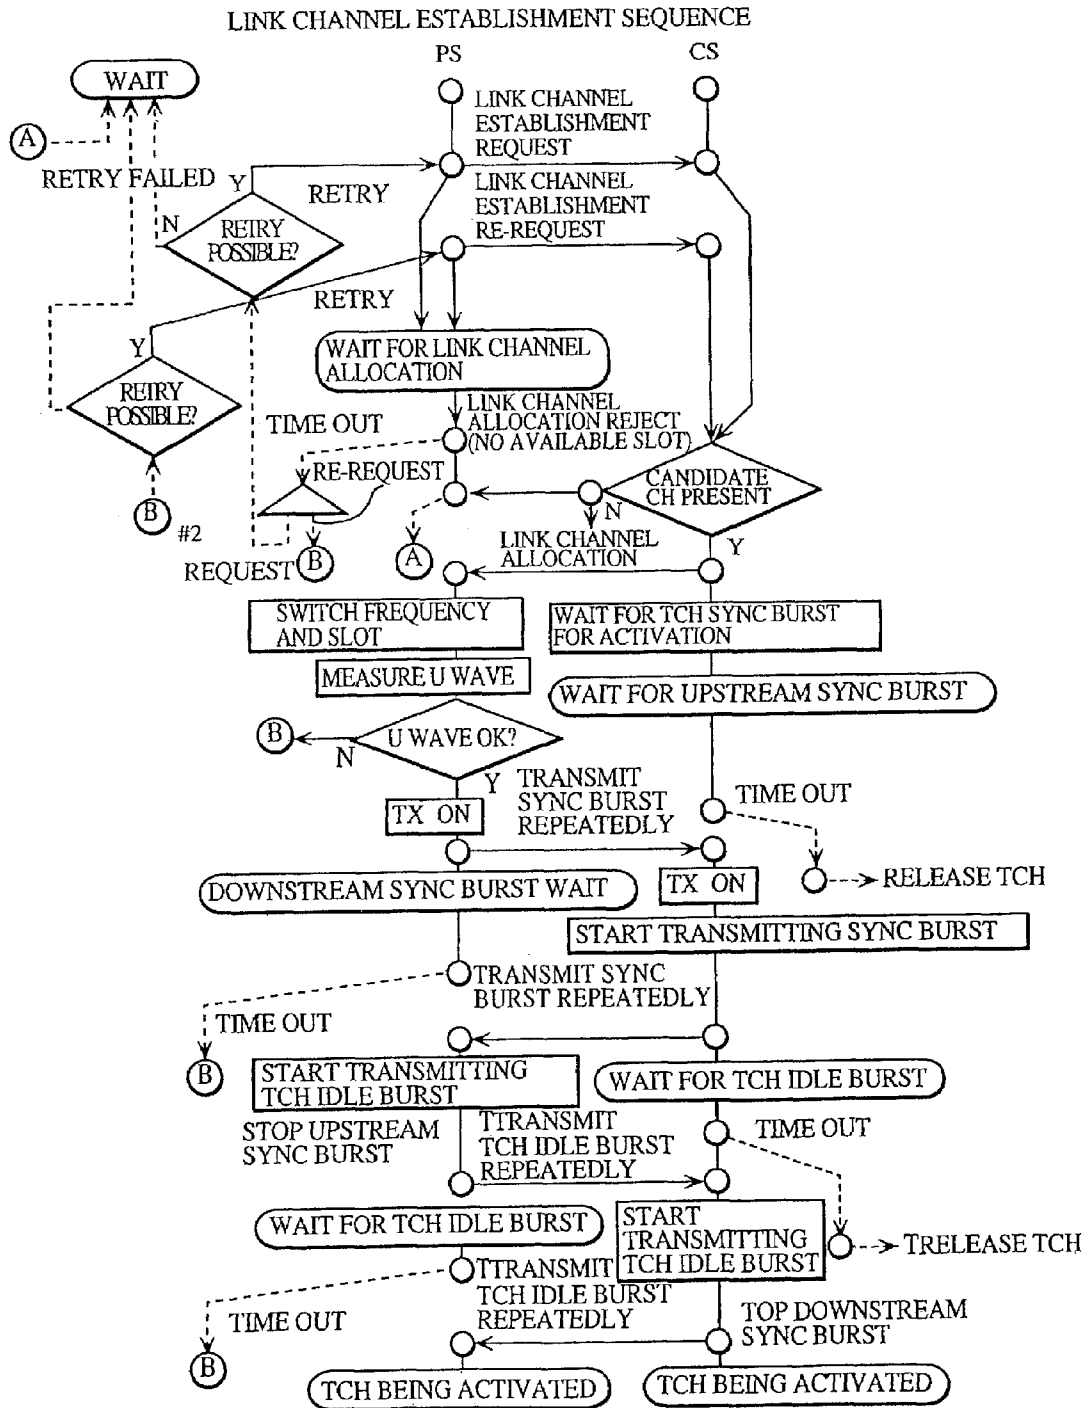 LINK CHANNEL ESTABLISHMENT SEQUENCE
PS
CS
WAIT
A
LINK CHANNEL
ESTABLISHMENT
REQUEST
RETRY FAILED
Y
RETRY
LINK CHANNEL
ESTABLISHMENT
RE-REQUEST
N
RETRY
POSSIBLE?
RETRY
Y
WAIT FOR LINK CHANNEL
ALLOCATION
RETRY
POSSIBLE?
LINK CHANNEL
ALLOCATION REJECT
(NO AVAILABLE SLOT)
TIME OUT
RE-REQUEST
CANDIDATE
CH PRESENT
B
#2
N
REQUEST
B
A
LINK CHANNEL
ALLOCATION
Y
SWITCH FREQUENCY
AND SLOT
WAIT FOR TCH SYNC BURST
FOR ACTIVATION
MEASURE U WAVE
WAIT FOR UPSTREAM SYNC BURST
B
N
U WAVE OK?
Y
TRANSMIT
SYNC BURST
REPEATEDLY
TIME OUT
TX ON
DOWNSTREAM SYNC BURST WAIT
TX ON
RELEASE TCH
START TRANSMITTING SYNC BURST
TRANSMIT SYNC
BURST REPEATEDLY
TIME OUT
B
START TRANSMITTING
TCH IDLE BURST
WAIT FOR TCH IDLE BURST
STOP UPSTREAM
SYNC BURST
TTRANSMIT
TCH IDLE BURST
REPEATEDLY
TIME OUT
WAIT FOR TCH IDLE BURST
START
TRANSMITTING
TCH IDLE BURST
TRELEASE TCH
TTRANSMIT
TCH IDLE BURST
REPEATEDLY
TIME OUT
B
TOP DOWNSTREAM
SYNC BURST
TCH BEING ACTIVATED
TCH BEING ACTIVATED